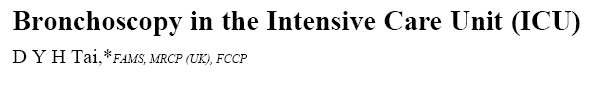 Bronchoscopy in the Intensive Care Unit (ICU)
D Y H Tai,*FAMS, MRCP (UK), FCCP